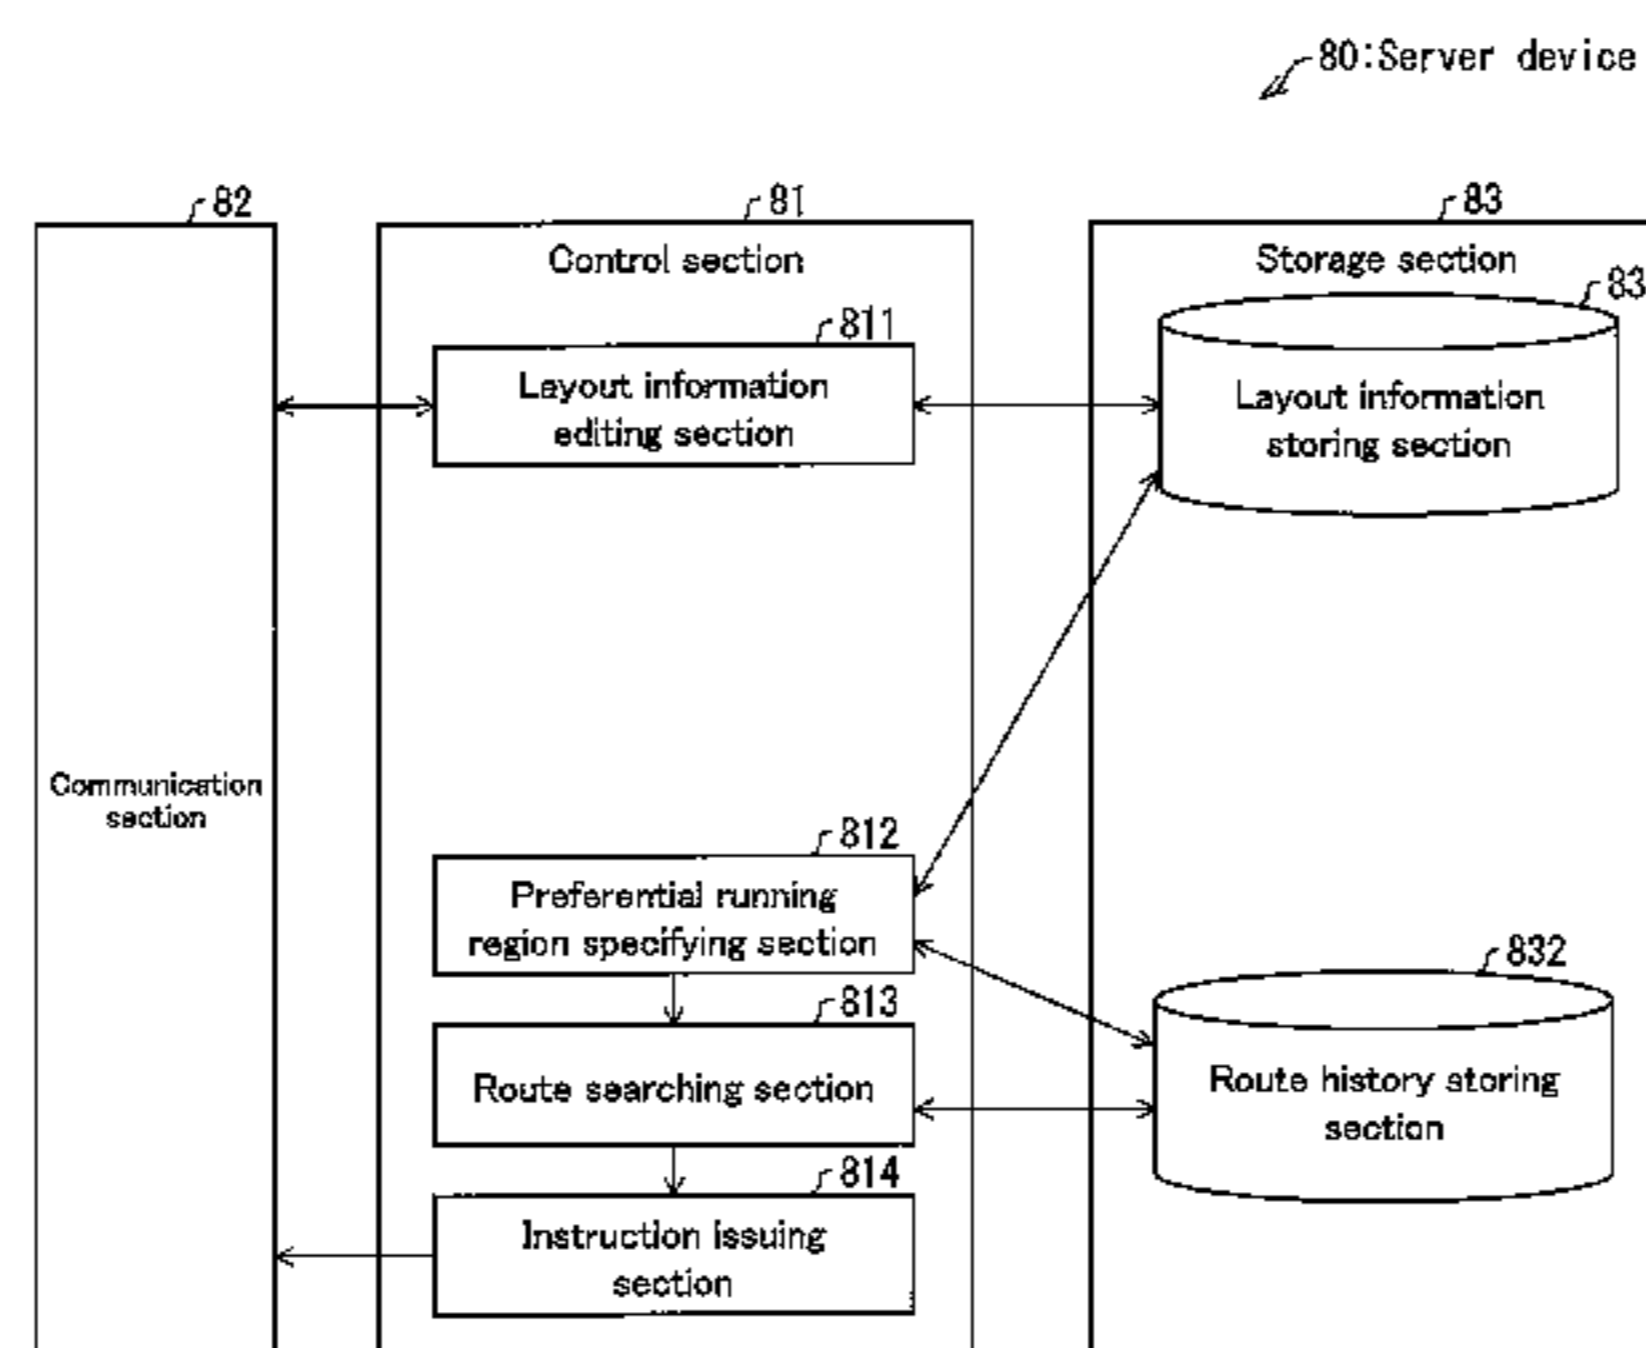 80:Server device
82
81
83
Control section
Storage section
83
811
Layout information
editing section
Layout information
storing section
Communication
section
812
Preferential running
region specifying section
832
813
Route searching section
Route history storing
section
814
Instruction issuing
section